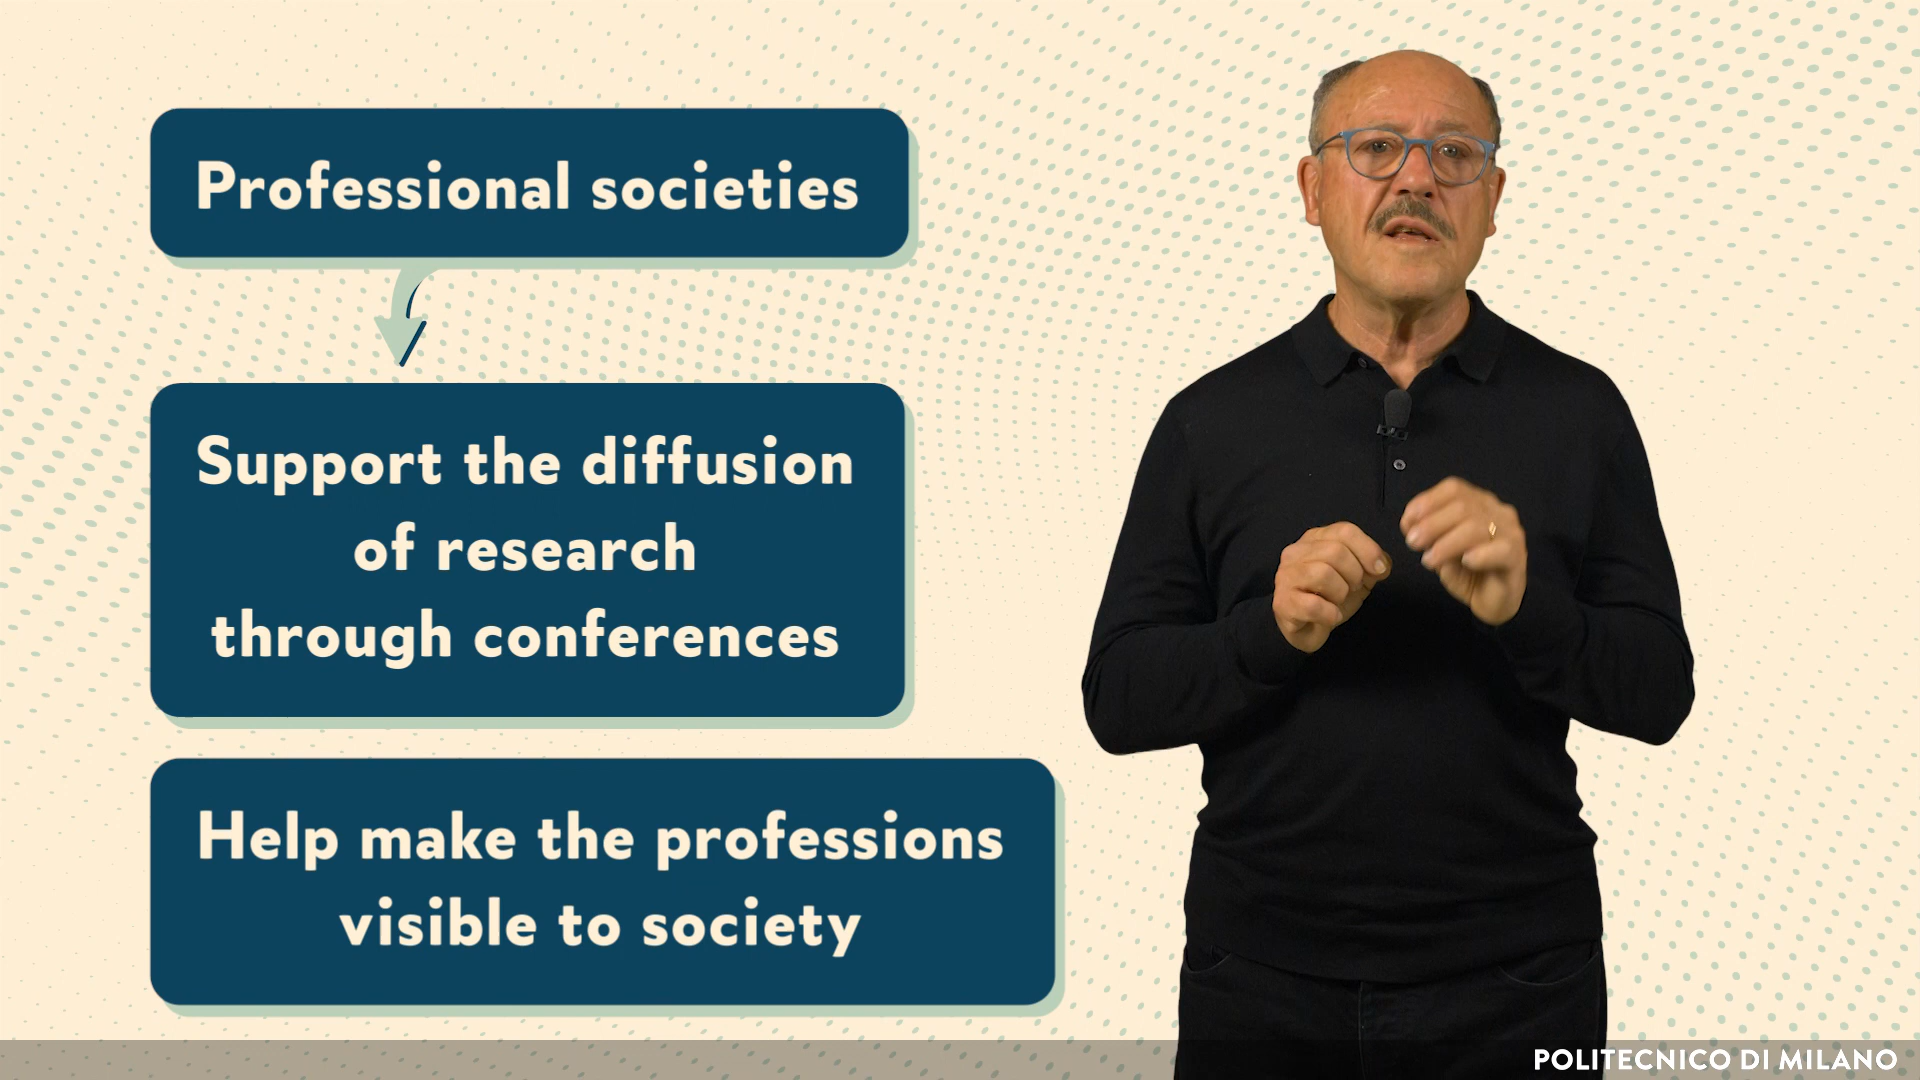 Professional societies
Support the diffusion
of research
through conferences
Help make the professions
visible to society
POLITECNICO DI MILANO